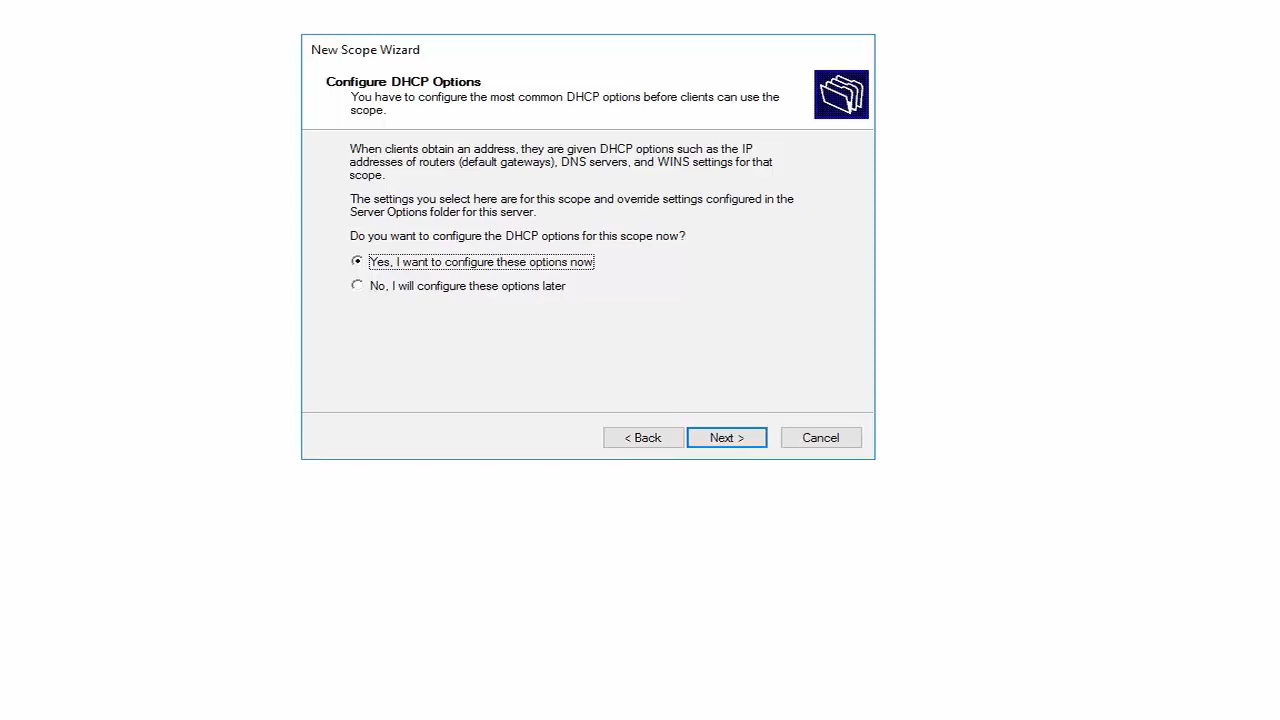 New Scope Wizard
Configure DHCP Options
You have to configure the most common DHCP options before clients can use the
scope.
When clients obtain an address, they are given DHCP options such as the IP
addresses of routers (default gateways), DNS servers, and WINS settings for that
scope.
The settings you select here are for this scope and override settings configured in the
Server Options folder for this server.
Do you want to configure the DHCP options for this scope now?
Yes, I want to configure these options now
No, I will configure these options later
< Back Next > Cancel